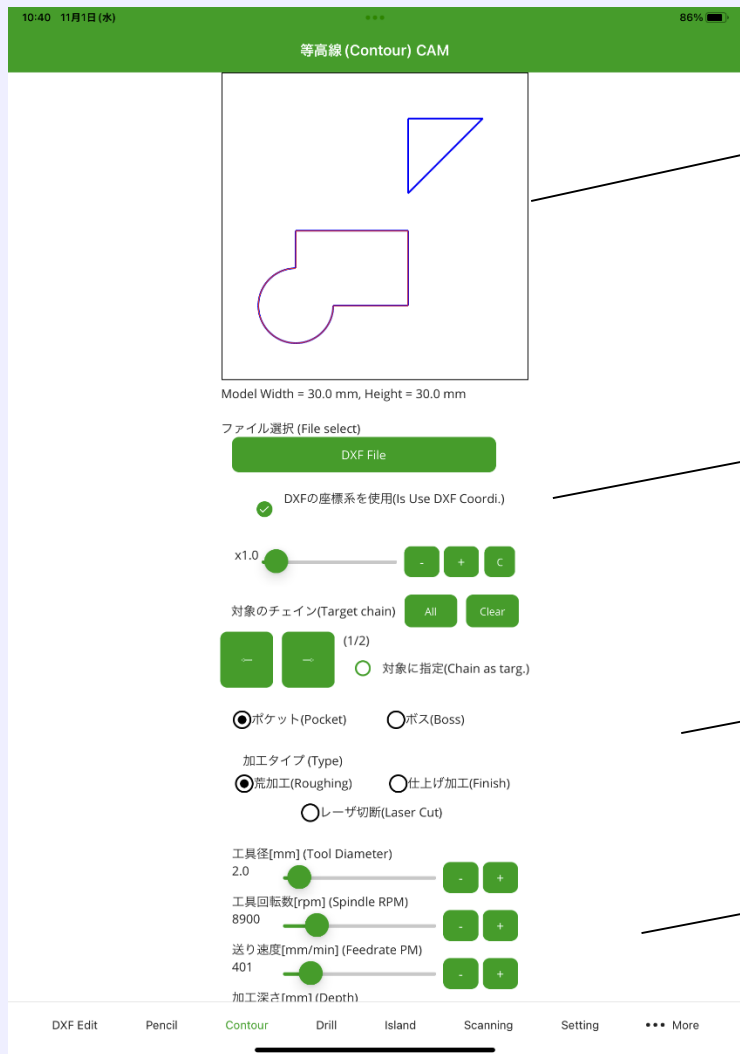 10:40 11月1日(水) 86%
等高線(Contour) CAM
Model Width = 30.0 mm, Height = 30.0 mm
ファイル選択 (File select)
DXF File
DXFの座標系を使用(Is Use DXF Coordi.)
x1.0 - + C
対象のチェイン(Target chain) All Clear
(1/2)
対象に指定(Chain as targ.)
ポケット(Pocket) ボス(Boss)
加工タイプ (Type)
荒加工(Roughing) 仕上げ加工(Finish)
レーザ切断(Laser Cut)
工具径[mm] (Tool Diameter)
2.0 - +
工具回転数[rpm] (Spindle RPM)
8900 - +
送り速度[mm/min] (Feedrate PM)
401 - +
加工深さ[mm] (Depth)
DXF Edit Pencil Contour Drill Island Scanning Setting More